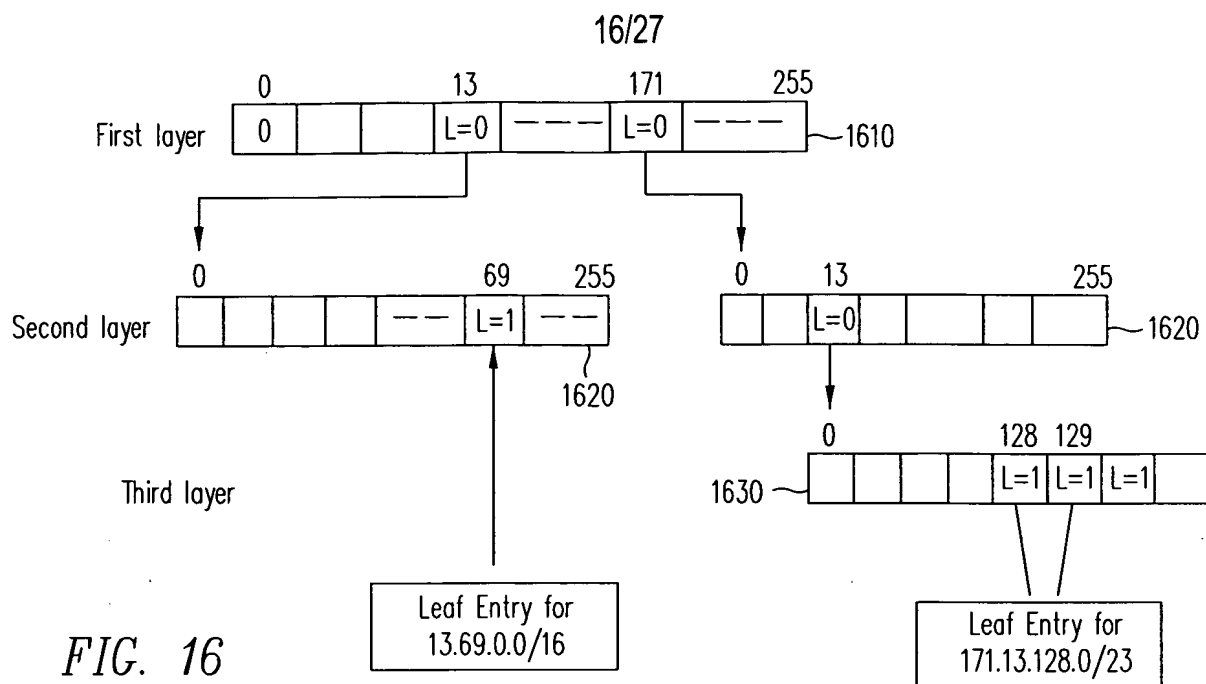 16/27
0 13 171 255
First layer 0 L=0 --- L=0 --- 1610
0 69 255 0 13 255
Second layer -- L=1 -- L=0 1620
1620
0 128 129
Third layer 1630 L=1 L=1 L=1
Leaf Entry for
13.69.0.0/16
Leaf Entry for
171.13.128.0/23
FIG. 16